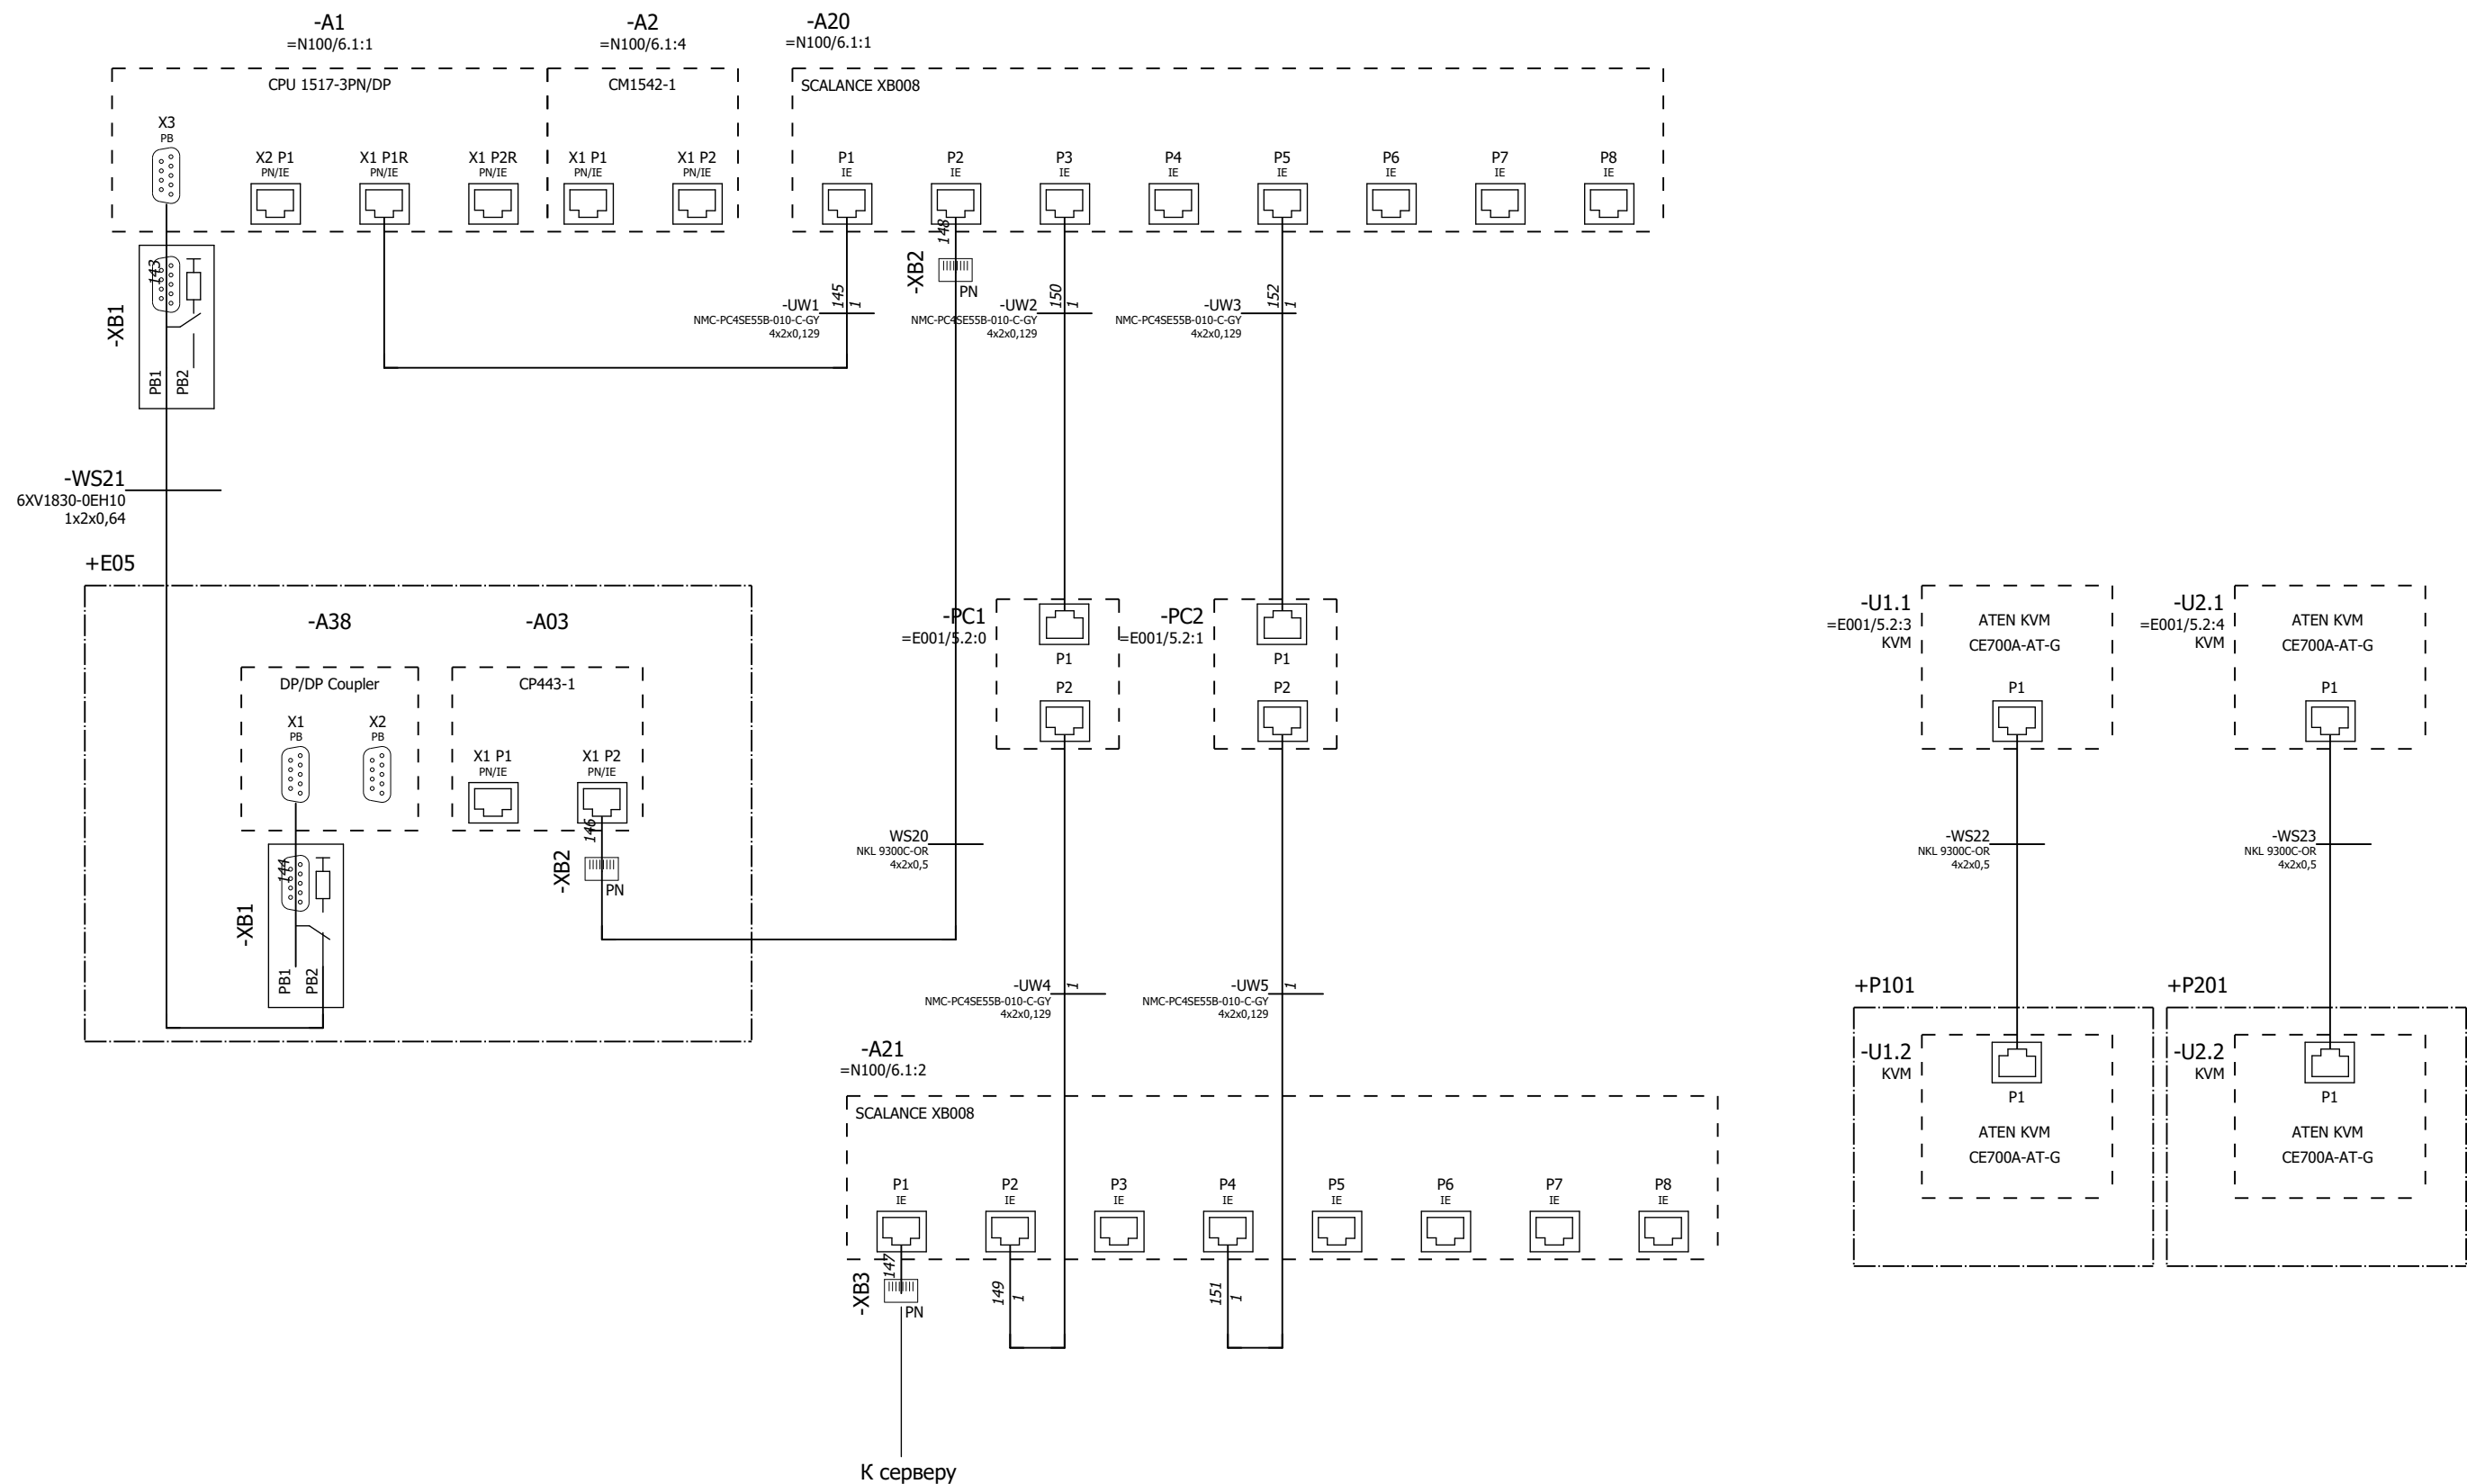 -A1
=N100/6.1:1
-A2
=N100/6.1:4
-A20
=N100/6.1:1
CPU 1517-3PN/DP
CM1542-1
SCALANCE XB008
X3
PB
X2 P1
PN/IE
X1 P1R
PN/IE
X1 P2R
PN/IE
X1 P1
PN/IE
X1 P2
PN/IE
P1
IE
P2
IE
P3
IE
P4
IE
P5
IE
P6
IE
P7
IE
P8
IE
143
-XB1
PB1
PB2
148
-XB2
PN
-UW1
NMC-PC4SE55B-010-C-GY
4x2x0,129
145
1
-UW2
NMC-PC4SE55B-010-C-GY
4x2x0,129
150
1
-UW3
NMC-PC4SE55B-010-C-GY
4x2x0,129
152
1
-WS21
6XV1830-0EH10
1x2x0,64
+E05
-A38
-A03
DP/DP Coupler
CP443-1
X1
PB
X2
PB
X1 P1
PN/IE
X1 P2
PN/IE
144
-XB1
PB1
PB2
146
-XB2
PN
WS20
NKL 9300C-OR
4x2x0,5
-PC1
=E001/5.2:0
P1
P2
-PC2
=E001/5.2:1
P1
P2
-U1.1
=E001/5.2:3
KVM
ATEN KVM
CE700A-AT-G
P1
-U2.1
=E001/5.2:4
KVM
ATEN KVM
CE700A-AT-G
P1
-WS22
NKL 9300C-OR
4x2x0,5
-WS23
NKL 9300C-OR
4x2x0,5
-UW4
NMC-PC4SE55B-010-C-GY
4x2x0,129
1
-UW5
NMC-PC4SE55B-010-C-GY
4x2x0,129
1
+P101
-U1.2
KVM
P1
ATEN KVM
CE700A-AT-G
+P201
-U2.2
KVM
P1
ATEN KVM
CE700A-AT-G
-A21
=N100/6.1:2
SCALANCE XB008
P1
IE
P2
IE
P3
IE
P4
IE
P5
IE
P6
IE
P7
IE
P8
IE
147
-XB3
PN
149
1
151
1
К серверу